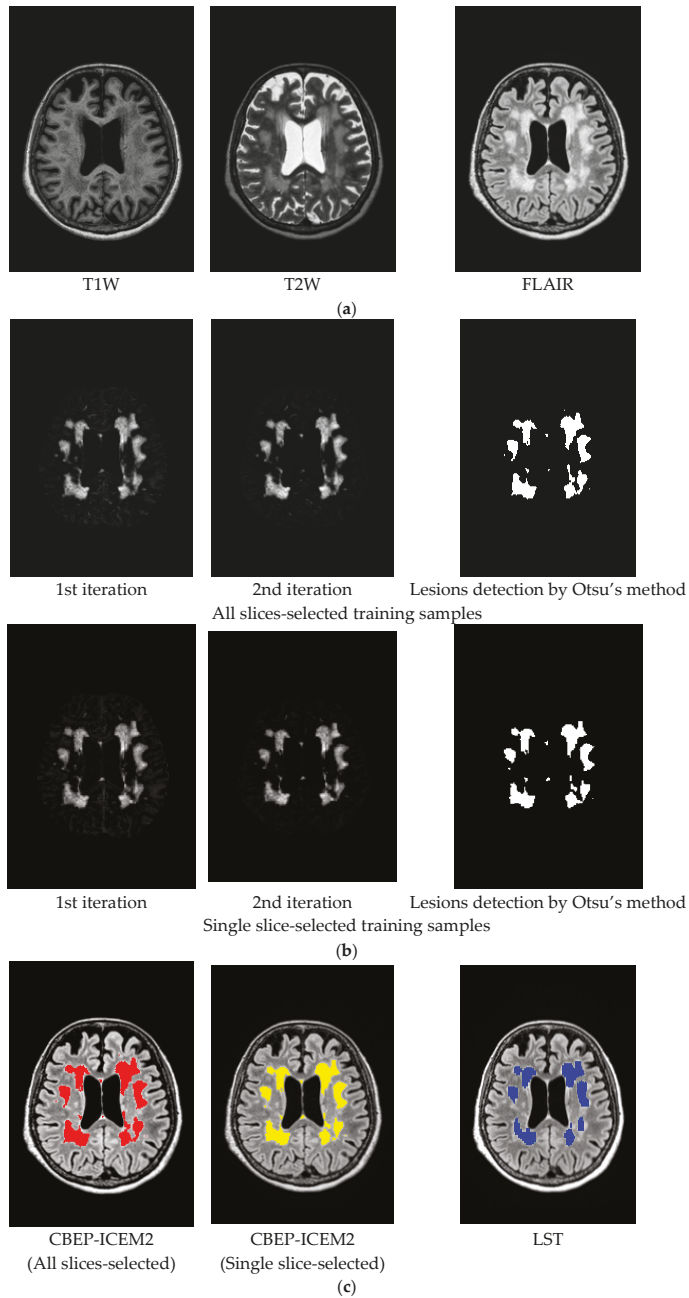 T1W T2W FLAIR
(a)
1st iteration 2nd iteration Lesions detection by Otsu's method
All slices-selected training samples
1st iteration 2nd iteration Lesions detection by Otsu's method
Single slice-selected training samples
(b)
CBEP-ICEM2 CBEP-ICEM2 LST
(All slices-selected) (Single slice-selected)
(c)